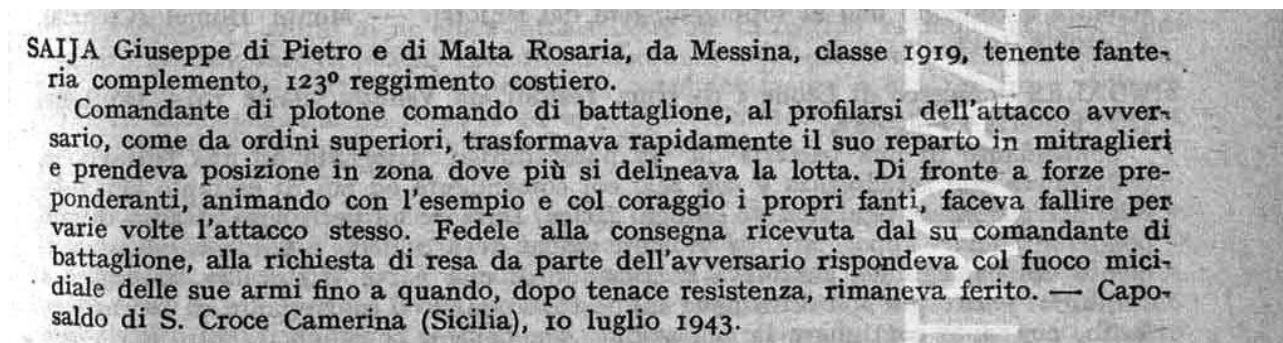 SAIJA Giuseppe di Pietro e di Malta Rosaria, da Messina, classe 1919, tenente fante-
ria complemento, 123º reggimento costiero.
Comandante di plotone comando di battaglione, al profilarsi dell'attacco avver-
sario, come da ordini superiori, trasformava rapidamente il suo reparto in mitraglieri
e prendeva posizione in zona dove più si delineava la lotta. Di fronte a forze pre-
ponderanti, animando con l'esempio e col coraggio i propri fanti, faceva fallire per
varie volte l'attacco stesso. Fedele alla consegna ricevuta dal su comandante di
battaglione, alla richiesta di resa da parte dell'avversario rispondeva col fuoco mici-
diale delle sue armi fino a quando, dopo tenace resistenza, rimaneva ferito. — Capo-
saldo di S. Croce Camerina (Sicilia), 10 luglio 1943.